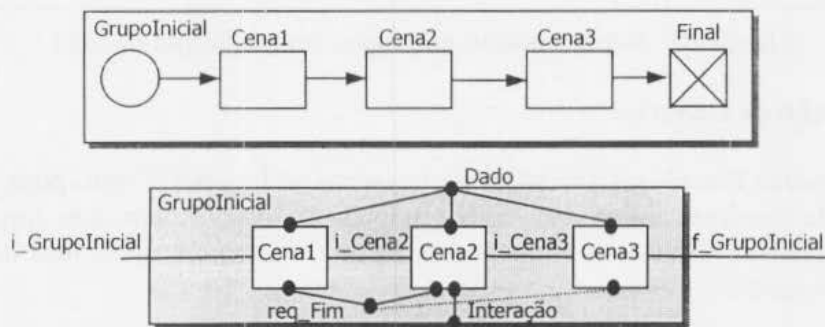 GrupoInicial
Cena1
Cena2
Cena3
Final
Dado
GrupoInicial
i_GrupoInicial
Cena1
i_Cena2
Cena2
i_Cena3
Cena3
f_GrupoInicial
req_Fim
Interação